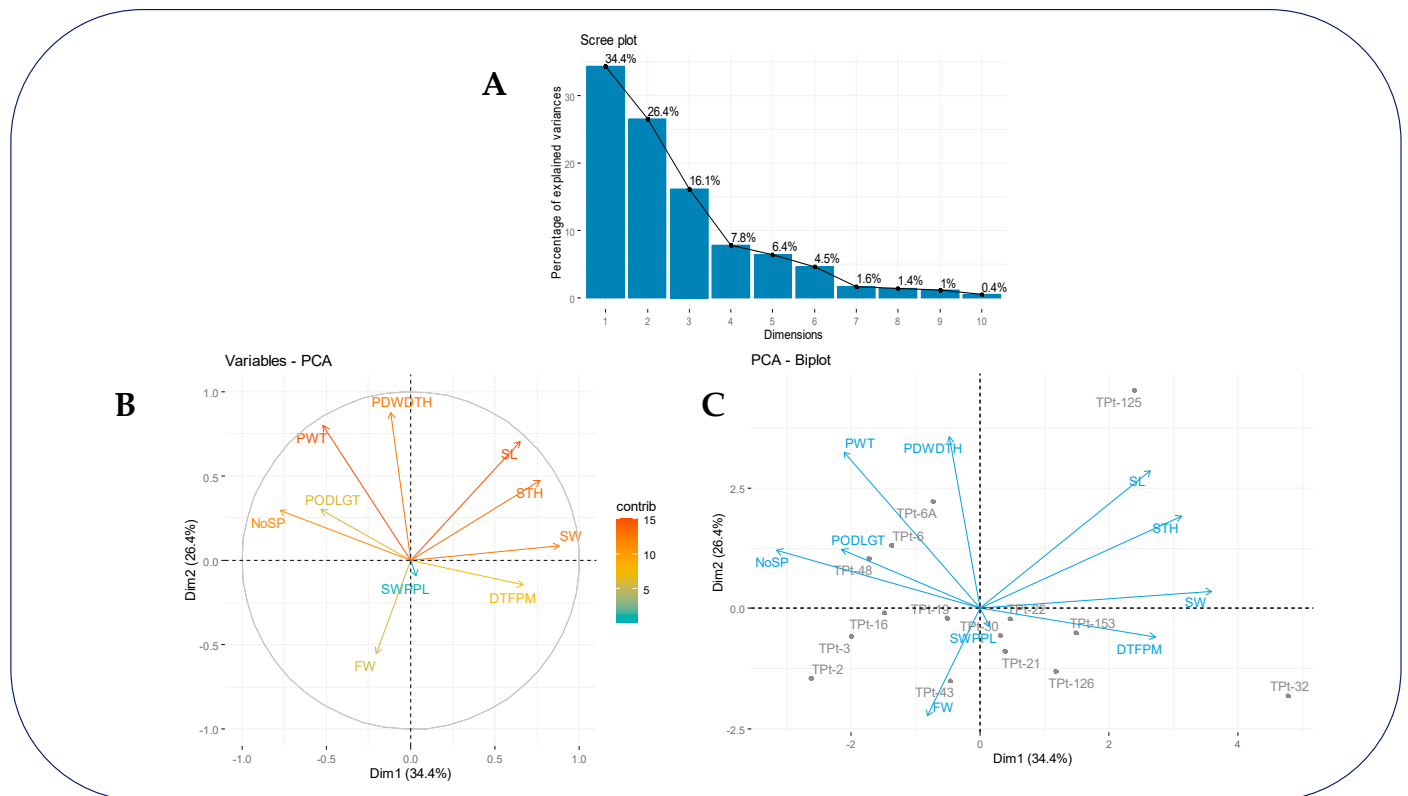 Scree plot
A
34.4%
26.4%
16.1%
7.8%
6.4%
4.5%
1.6%
1.4%
1%
0.4%
Percentage of explained variances
30
20
10
0
1 2 3 4 5 6 7 8 9 10
Dimensions
Variables - PCA
B
1.0
0.5
0.0
-0.5
-1.0
Dim2 (26.4%)
PDWDTH
PWT
SL
STH
PODLGT
NoSP
SW
SWPPL
DTFPM
FW
-1.0 -0.5 0.0 0.5 1.0
Dim1 (34.4%)
contrib
15
10
5
PCA - Biplot
C
2.5
0.0
-2.5
Dim2 (26.4%)
TPt-125
PWT
PDWDTH
SL
TPt-6A
STH
TPt-6
PODLGT
NoSP
TPt-48
SW
TPt-19
TPt-22
TPt-16
TPt-30
TPt-153
SWPPL
TPt-3
DTFPM
TPt-21
TPt-2
TPt-126
TPt-43
TPt-32
FW
-2 0 2 4
Dim1 (34.4%)